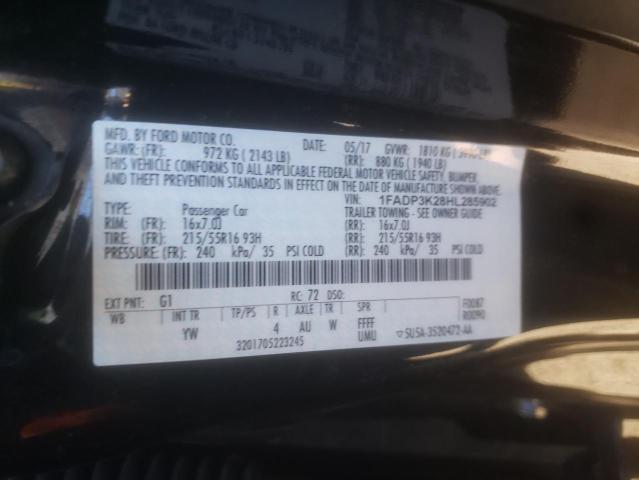 MFD. BY FORD MOTOR CO. DATE: 05/17 GVWR: 1810 KG
GAWR: (FR): 972 KG (2143 LB) (RR): 880 KG (1940 LB)
THIS VEHICLE CONFORMS TO ALL APPLICABLE FEDERAL MOTOR VEHICLE SAFETY, BUMPER,
AND THEFT PREVENTION STANDARDS IN EFFECT ON THE DATE OF MANUFACTURE SHOWN ABOVE.
VIN: 1FADP3K28HL285902
TYPE: Passenger Car TRAILER TOWING - SEE OWNER GUIDE
RIM: (FR): 16x7.0J (RR): 16x7.0J
TIRE: (FR): 215/55R16 93H (RR): 215/55R16 93H
PRESSURE: (FR): 240 kPa/ 35 PSI COLD (RR): 240 kPa/ 35 PSI COLD
EXT PNT: G1 RC: 72 DSO: F0087
WB INT TR TP/PS R AXLE TR SPR R0090
YW 4 AU W FFFF
3201705223245 UMU ▽5U5A-3520472-AA